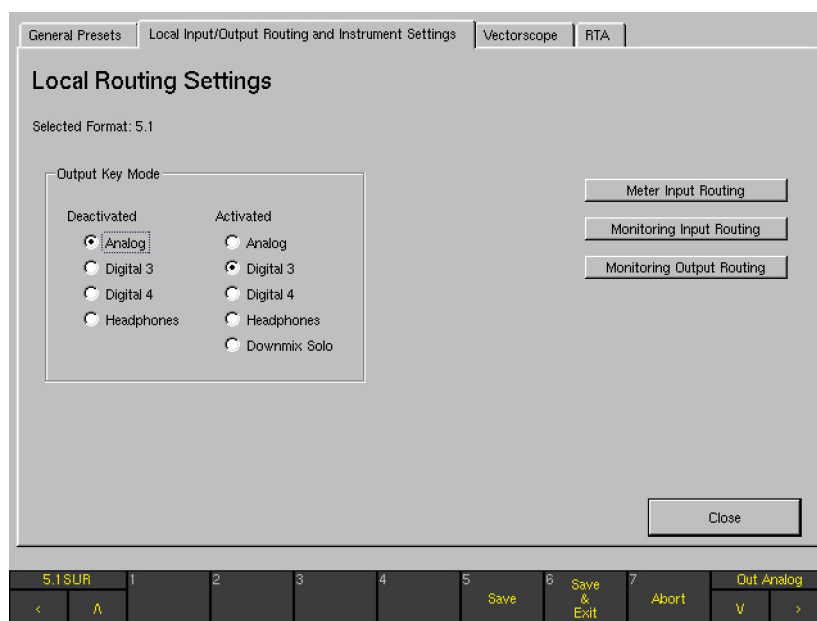 General Presets
Local Input/Output Routing and Instrument Settings
Vectorscope
RTA
Local Routing Settings
Selected Format: 5.1
Output Key Mode
Deactivated
Analog
Digital 3
Digital 4
Headphones
Activated
Analog
Digital 3
Digital 4
Headphones
Downmix Solo
Meter Input Routing
Monitoring Input Routing
Monitoring Output Routing
Close
5.1SUR
< Λ
1
2
3
4
5
Save
6
Save
&
Exit
7
Abort
Out Analog
V >